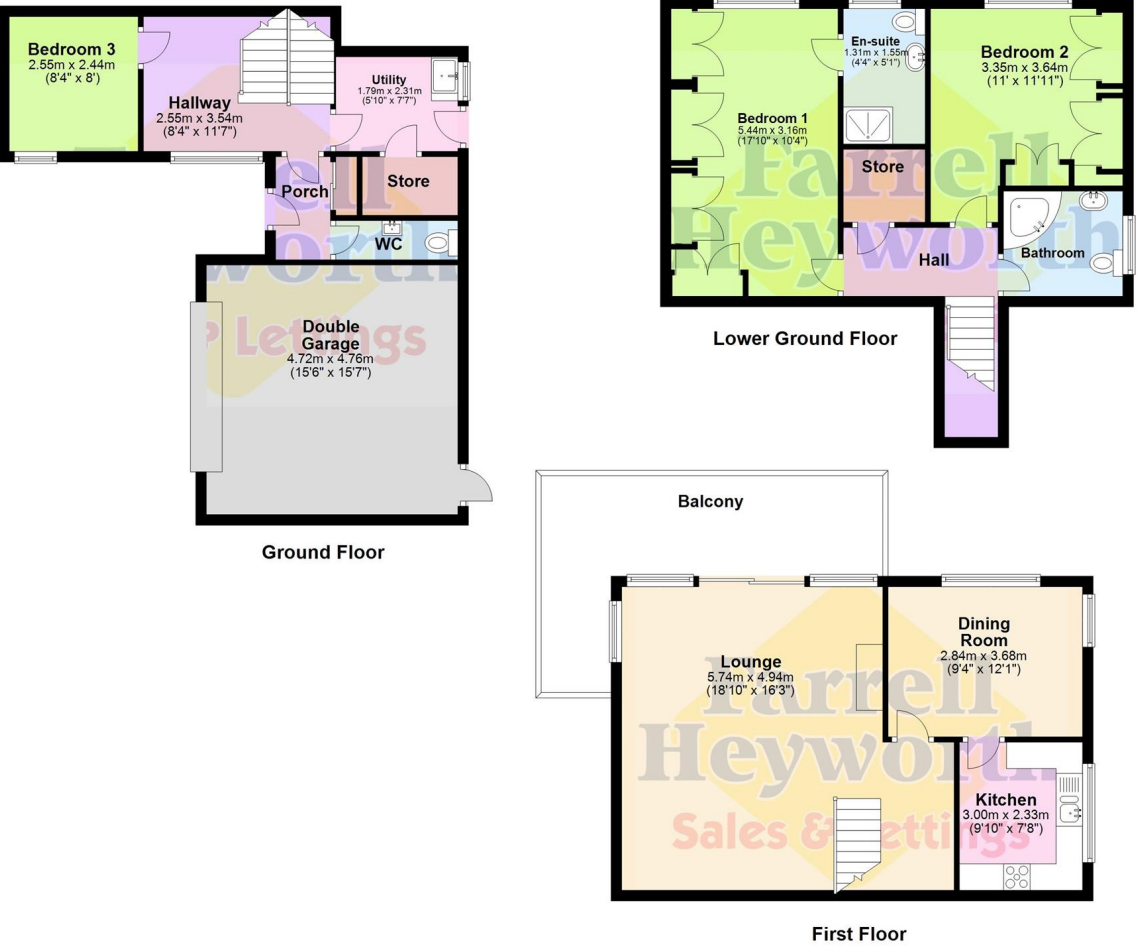 Bedroom 3
2.55m x 2.44m
(8'4" x 8')
Hallway
2.55m x 3.54m
(8'4" x 11'7")
Utility
1.79m x 2.31m
(5'10" x 7'7")
Porch
Store
WC
Double
Garage
4.72m x 4.76m
(15'6" x 15'7")
Ground Floor
Bedroom 1
5.44m x 3.16m
(17'10" x 10'4")
En-suite
1.31m x 1.55m
(4'4" x 5'1")
Bedroom 2
3.35m x 3.64m
(11' x 11'11")
Store
Hall
Bathroom
Lower Ground Floor
Farrell
Heyworth
Balcony
Lounge
5.74m x 4.94m
(18'10" x 16'3")
Dining
Room
2.84m x 3.68m
(9'4" x 12'1")
Kitchen
3.00m x 2.33m
(9'10" x 7'8")
Farrell
Heyworth
Sales & Lettings
First Floor